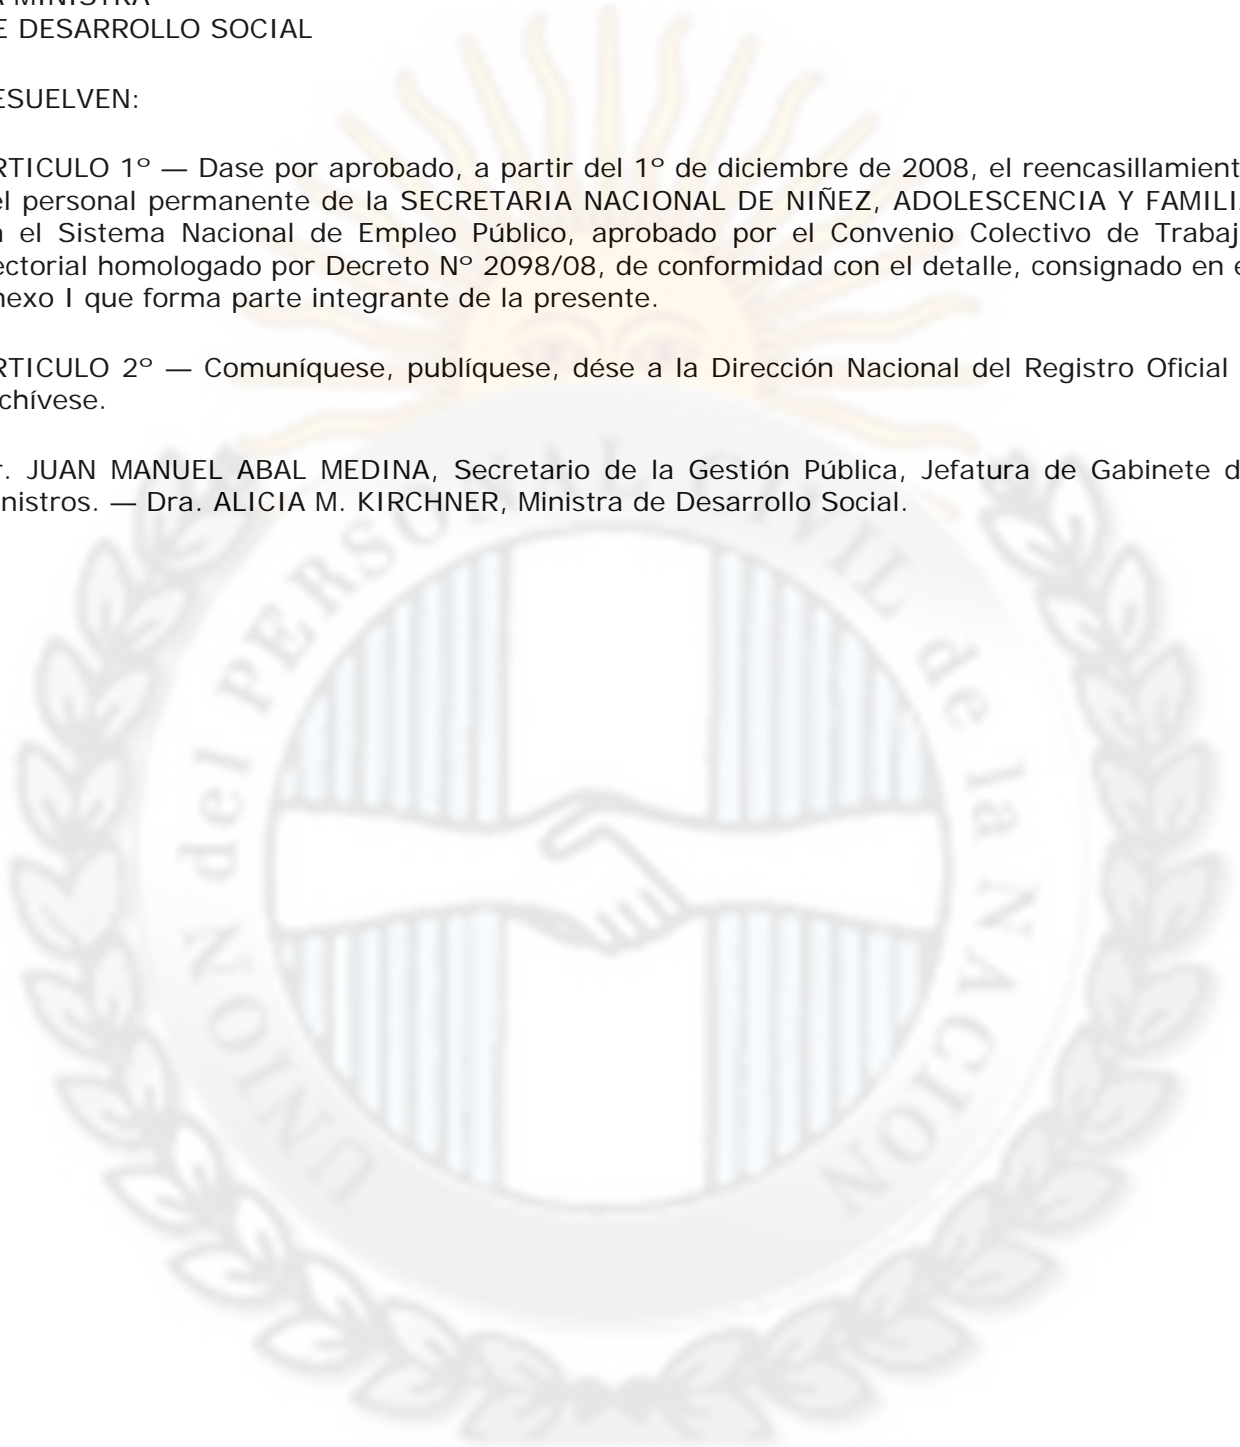 A MINISTRA
E DESARROLLO SOCIAL
ESUELVEN:
RTICULO 1º — Dase por aprobado, a partir del 1º de diciembre de 2008, el reencasillamient
el personal permanente de la SECRETARIA NACIONAL DE NIÑEZ, ADOLESCENCIA Y FAMILIA
n el Sistema Nacional de Empleo Público, aprobado por el Convenio Colectivo de Trabaj
ectorial homologado por Decreto Nº 2098/08, de conformidad con el detalle, consignado en e
nexo I que forma parte integrante de la presente.
RTICULO 2º — Comuníquese, publíquese, dése a la Dirección Nacional del Registro Oficial
chívese.
r. JUAN MANUEL ABAL MEDINA, Secretario de la Gestión Pública, Jefatura de Gabinete d
nistros. — Dra. ALICIA M. KIRCHNER, Ministra de Desarrollo Social.
UNION del PERSONAL CIVIL de la NACION